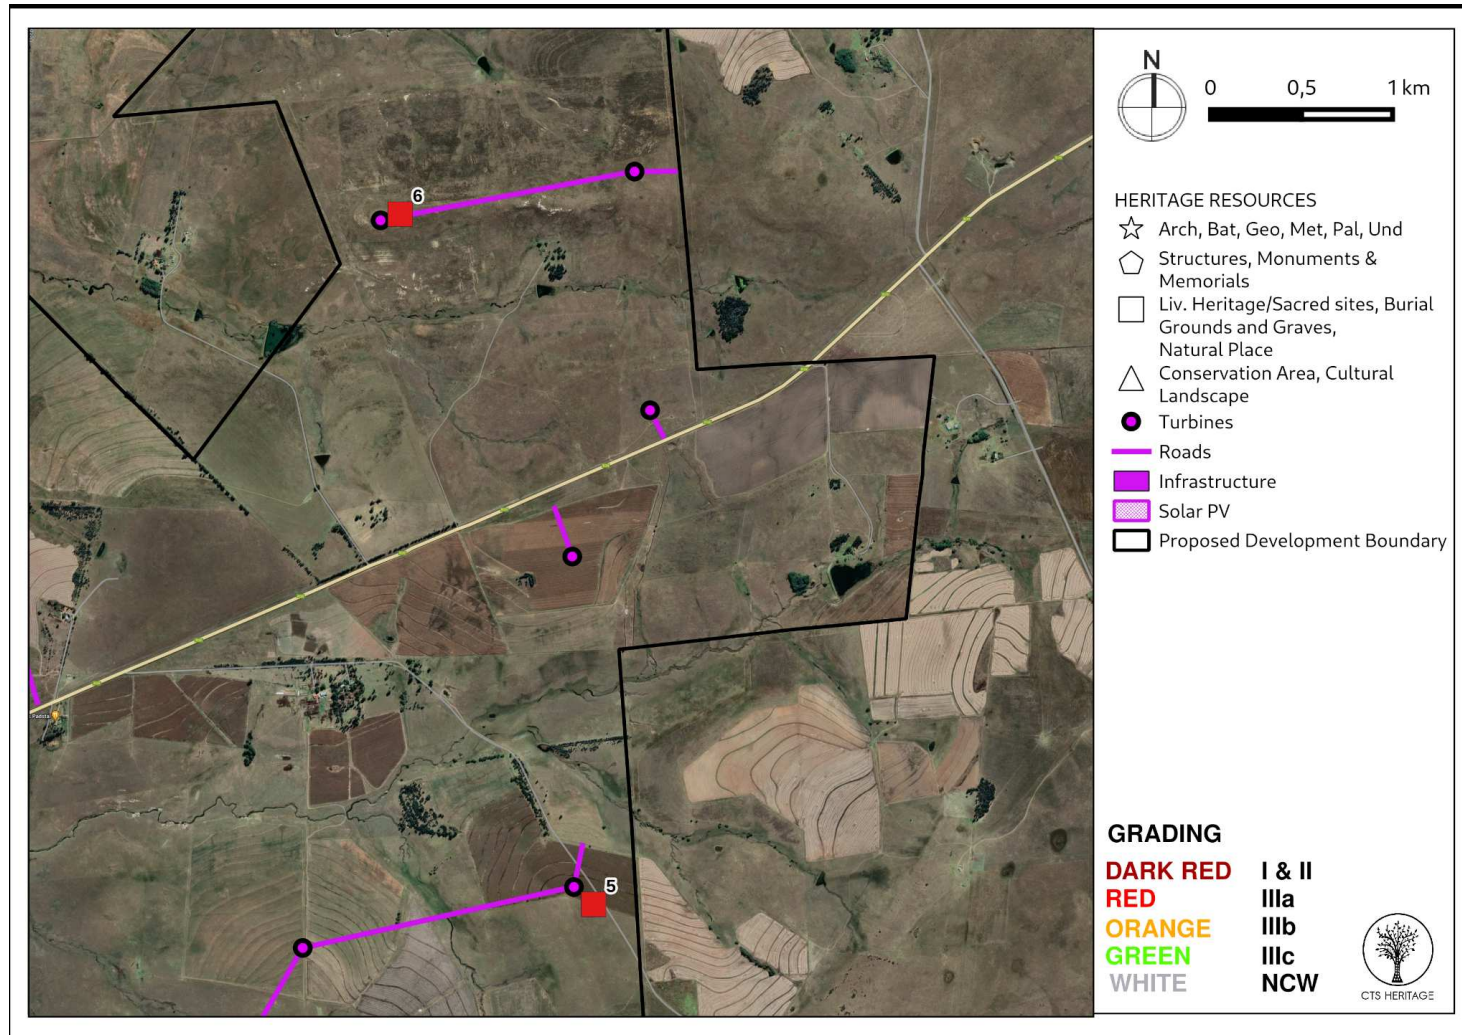 N
0 0,5 1 km
HERITAGE RESOURCES
Arch, Bat, Geo, Met, Pal, Und
Structures, Monuments &
Memorials
Liv. Heritage/Sacred sites, Burial
Grounds and Graves,
Natural Place
Conservation Area, Cultural
Landscape
Turbines
Roads
Infrastructure
Solar PV
Proposed Development Boundary
6
5
GRADING
DARK RED I & II
RED IIIa
ORANGE IIIb
GREEN IIIc
WHITE NCW
CTS HERITAGE